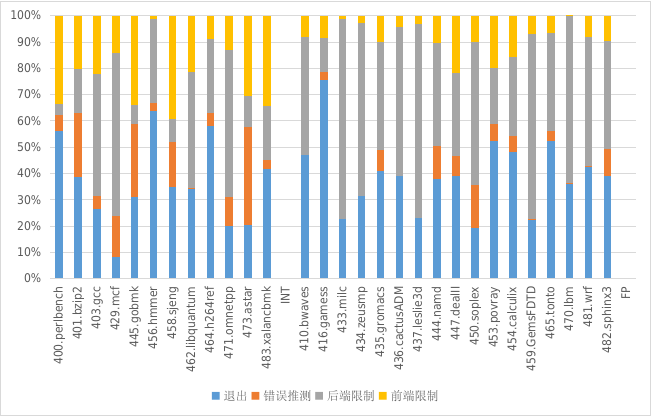 100%
90%
80%
70%
60%
50%
40%
30%
20%
10%
0%
400.perlbench
401.bzip2
403.gcc
429.mcf
445.gobmk
456.hmmer
458.sjeng
462.libquantum
464.h264ref
471.omnetpp
473.astar
483.xalancbmk
INT
410.bwaves
416.gamess
433.milc
434.zeusmp
435.gromacs
436.cactusADM
437.leslie3d
444.namd
447.dealII
450.soplex
453.povray
454.calculix
459.GemsFDTD
465.tonto
470.lbm
481.wrf
482.sphinx3
FP
退出 错误推测 后端限制 前端限制